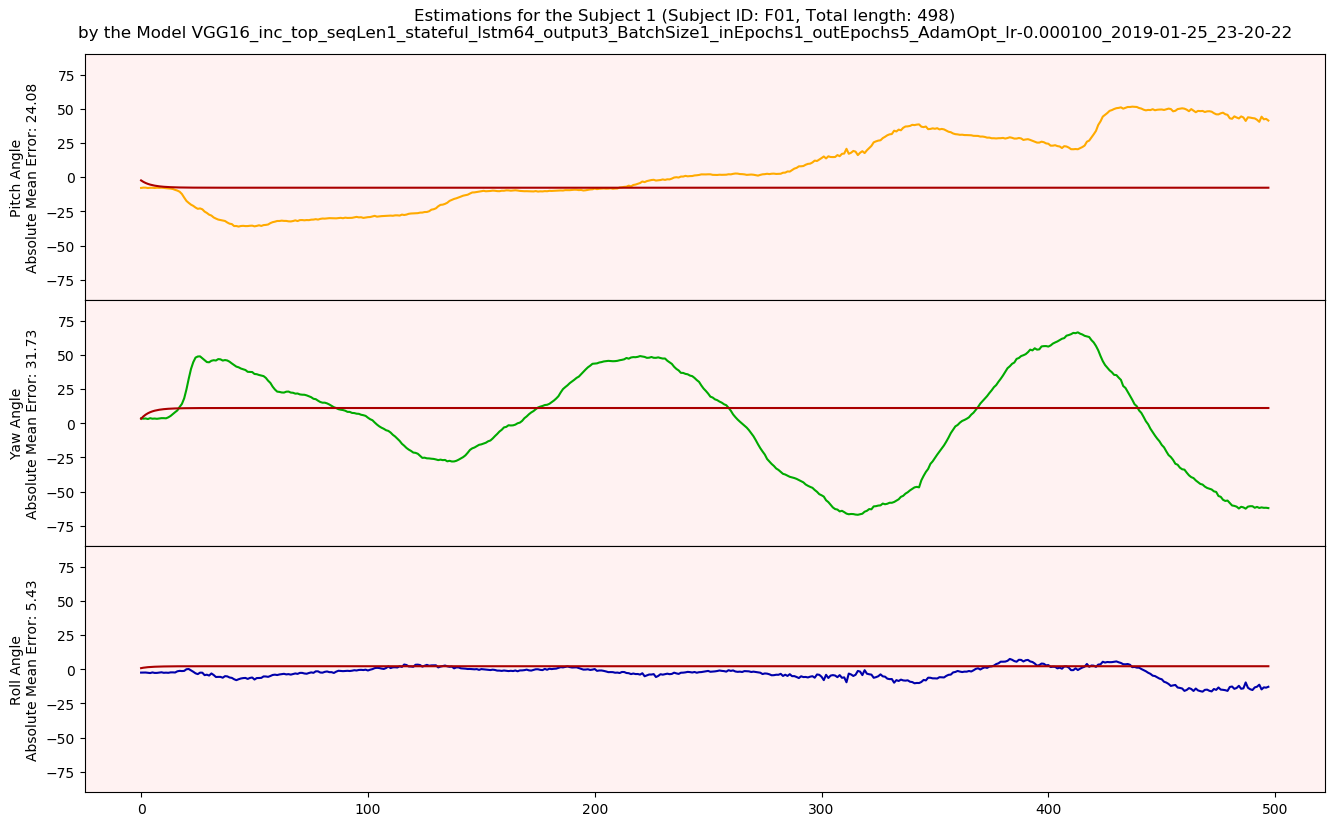 Estimations for the Subject 1 (Subject ID: F01, Total length: 498)
by the Model VGG16_inc_top_seqLen1_stateful_lstm64_output3_BatchSize1_inEpochs1_outEpochs5_AdamOpt_lr-0.000100_2019-01-25_23-20-22
Pitch Angle
Absolute Mean Error: 24.08
75
50
25
0
−25
−50
−75
Yaw Angle
Absolute Mean Error: 31.73
75
50
25
0
−25
−50
−75
Roll Angle
Absolute Mean Error: 5.43
75
50
25
0
−25
−50
−75
0 100 200 300 400 500